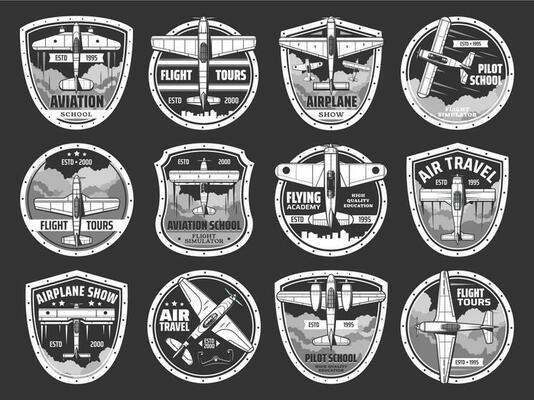 ESTD 1995
AVIATION
SCHOOL
FLIGHT TOURS
ESTD 2000
ESTD 1995
AIRPLANE
SHOW
ESTD 1995
PILOT
SCHOOL
FLIGHT
SIMULATOR
ESTD 2000
FLIGHT TOURS
ESTD 2000
AVIATION SCHOOL
FLIGHT
SIMULATOR
FLYING
ACADEMY
HIGH
QUALITY
EDUCATION
ESTD 1995
AIR TRAVEL
ESTD 1995
AIRPLANE SHOW
ESTD 2000
AIR
TRAVEL
ESTD
2000
ESTD 1995
PILOT SCHOOL
HIGH QUALITY
EDUCATION
FLIGHT
TOURS
ESTD 1995